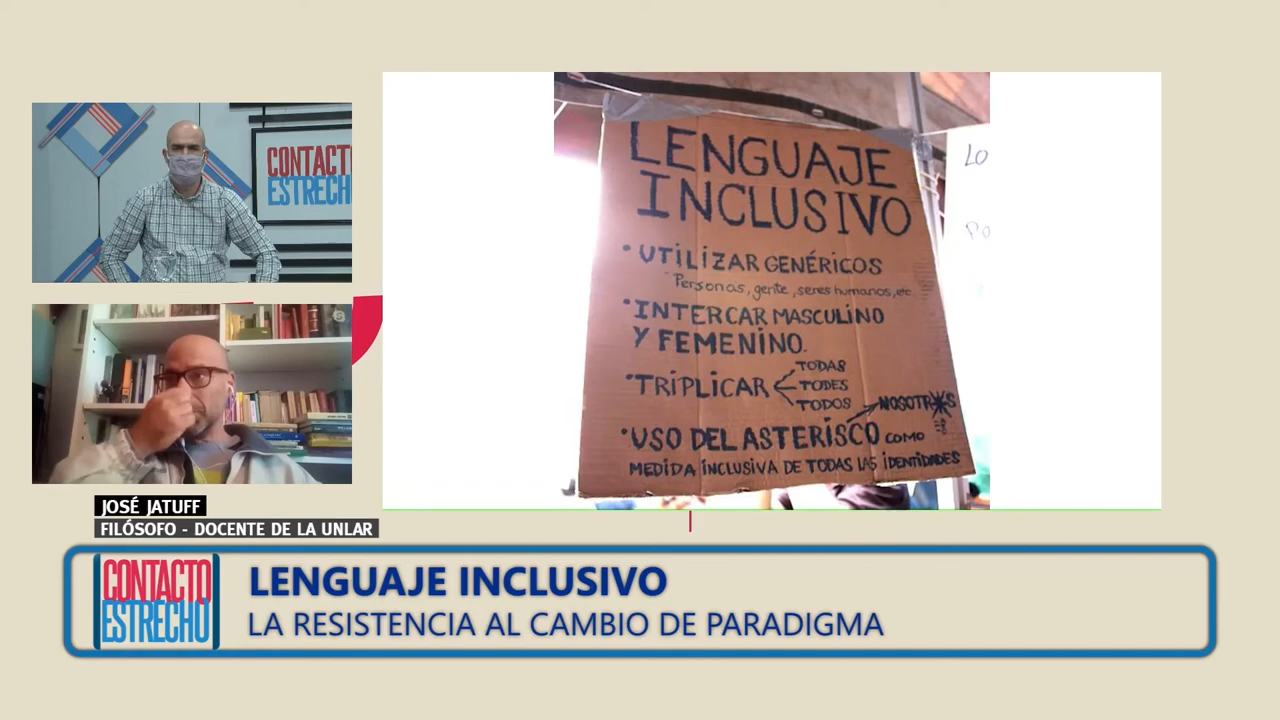 CONTACTO
ESTRECHO
LENGUAJE
INCLUSIVO
• UTILIZAR GENÉRICOS
Personas, gente, seres humanos, etc
• INTERCAR MASCULINO
Y FEMENINO.
• TRIPLICAR
TODAS
TODES
TODOS
NOSOTR*S
• USO DEL ASTERISCO COMO
MEDIDA INCLUSIVA DE TODAS LAS IDENTIDADES
LO
PO
JOSÉ JATUFF
FILÓSOFO - DOCENTE DE LA UNLAR
CONTACTO
ESTRECHO
LENGUAJE INCLUSIVO
LA RESISTENCIA AL CAMBIO DE PARADIGMA